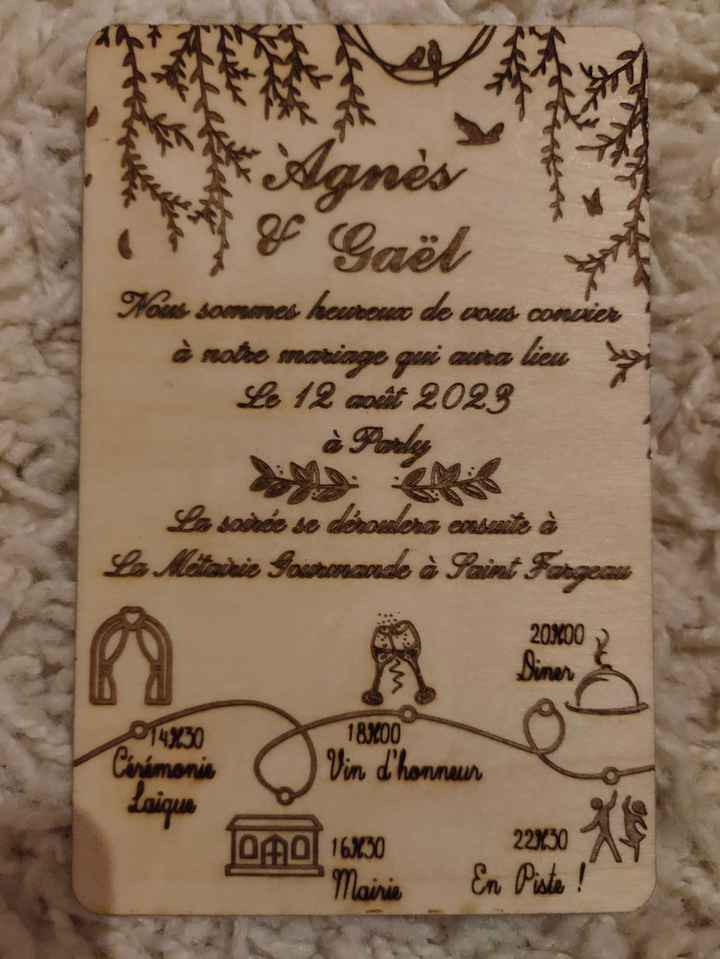 Agnès
& Gaël
Nous sommes heureux de vous convier
à notre mariage qui aura lieu
Le 12 août 2023
à Parly
La soirée se déroulera ensuite à
La Métairie Gourmande à Saint Fargeau
20H00
Diner
14H30
Cérémonie
Laique
18H00
Vin d'honneur
16H30
Mairie
22H30
En Piste !